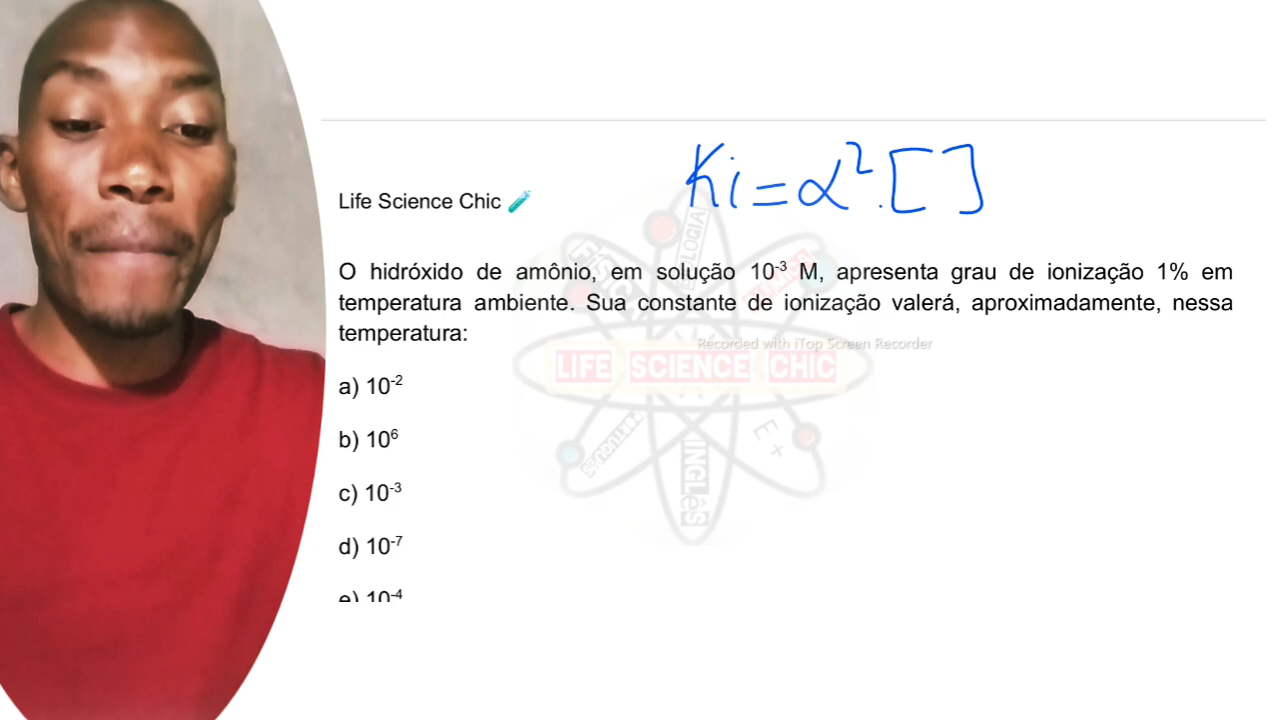 Ki = α² . [ ]
Life Science Chic
O hidróxido de amônio, em solução 10⁻³ M, apresenta grau de ionização 1% em
temperatura ambiente. Sua constante de ionização valerá, aproximadamente, nessa
temperatura:
Recorded with iTop Screen Recorder
LIFE SCIENCE CHIC
a) 10⁻²
b) 10⁶
c) 10⁻³
PORTUGUÊS
E+
INGLÊS
d) 10⁻⁷
e) 10⁻⁴